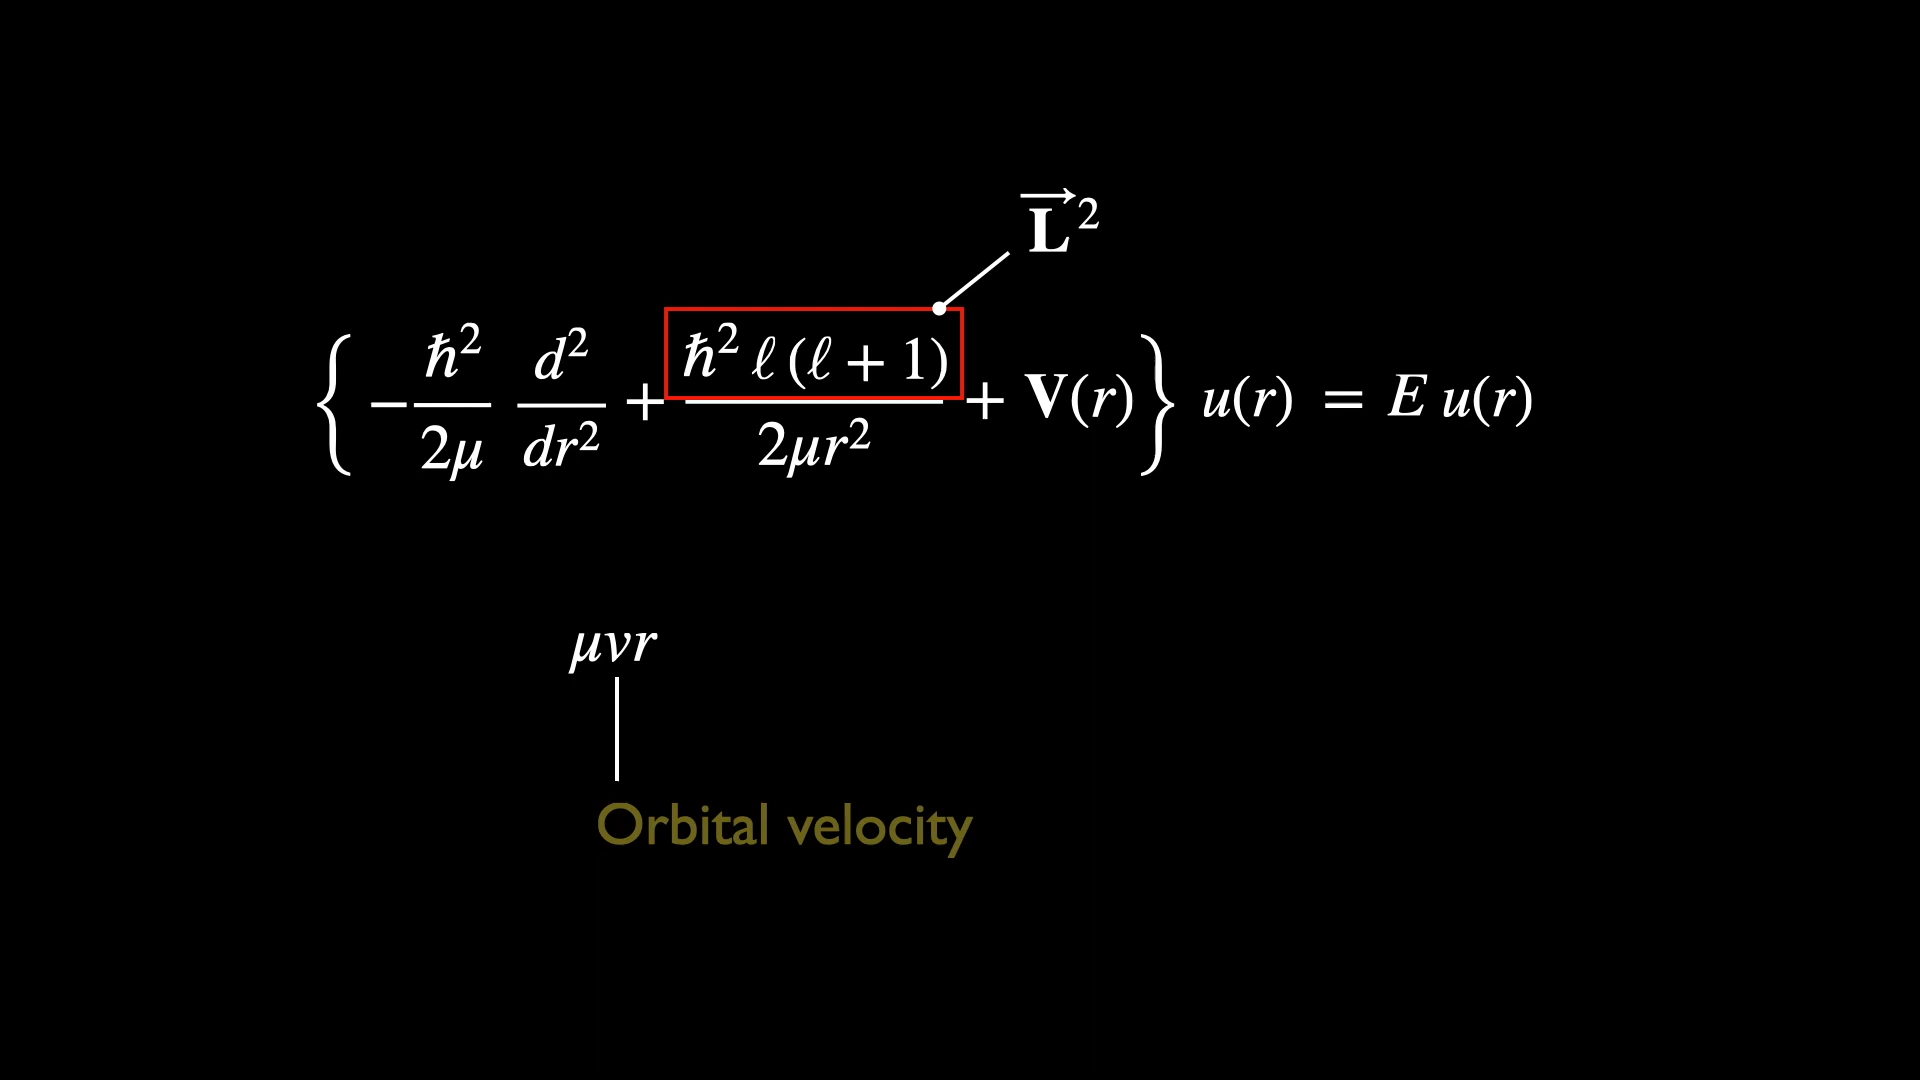 L⃗²
{ −ħ²/2μ d²/dr² + ħ² ℓ(ℓ + 1)/2μr² + V(r) } u(r) = E u(r)
μvr
Orbital velocity